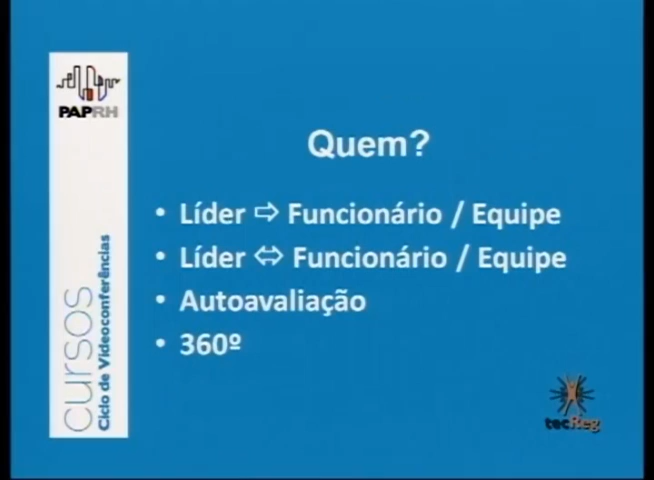 PAPRH
Quem?
• Líder ⇨ Funcionário / Equipe
• Líder ⬄ Funcionário / Equipe
• Autoavaliação
• 360º
cursos
Ciclo de Videoconferências
tecReg